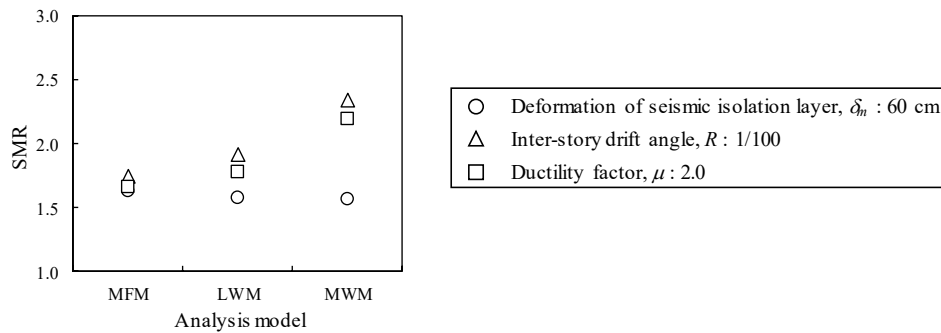 3.0
2.5
2.0
1.5
1.0
SMR
MFM LWM MWM
Analysis model
Deformation of seismic isolation layer, δm : 60 cm
Inter-story drift angle, R : 1/100
Ductility factor, μ : 2.0